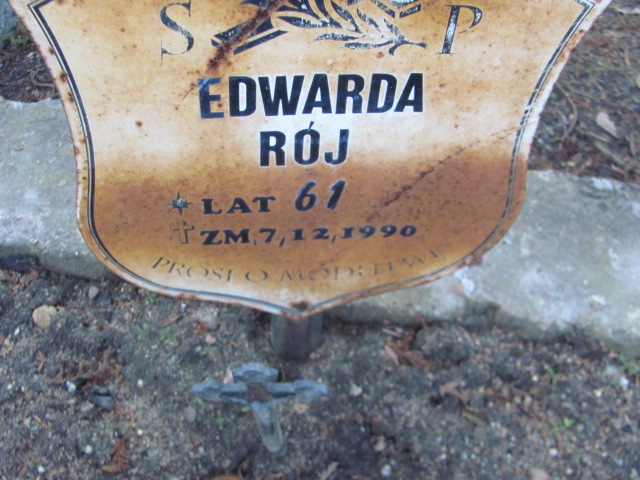 S P
EDWARDA
RÓJ
LAT 61
ZM. 7, 12, 1990
PROSI O MODLITWĘ